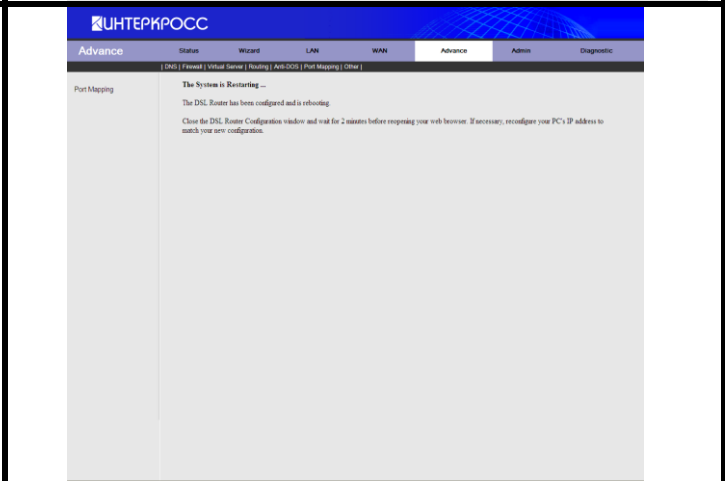 ИНТЕРКРОСС
Advance Status Wizard LAN WAN Advance Admin Diagnostic
| DNS | Firewall | Virtual Server | Routing | Anti-DOS | Port Mapping | Other |
Port Mapping
The System is Restarting ...
The DSL Router has been configured and is rebooting.
Close the DSL Router Configuration window and wait for 2 minutes before reopening your web browser. If necessary, reconfigure your PC's IP address to
match your new configuration.